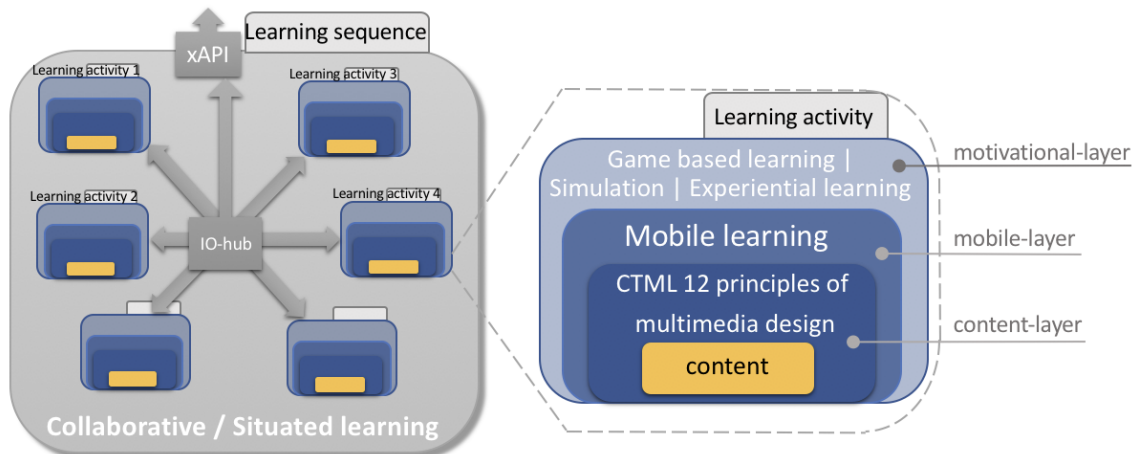 Learning sequence
xAPI
Learning activity 1
Learning activity 3
Learning activity 2
Learning activity 4
IO-hub
Collaborative / Situated learning
Learning activity
Game based learning |
Simulation | Experiential learning
Mobile learning
CTML 12 principles of
multimedia design
content
motivational-layer
mobile-layer
content-layer